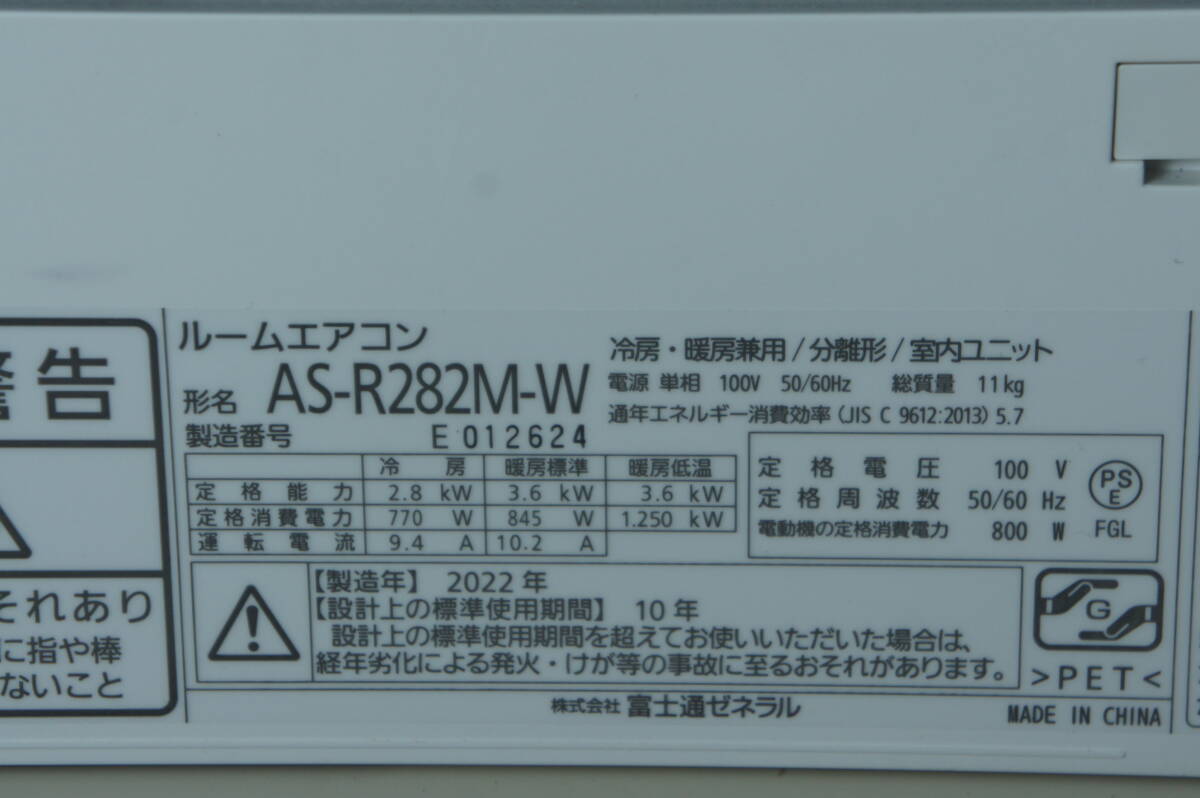 警告
それあり
に指や棒
ないこと
ルームエアコン
形名 AS-R282M-W
製造番号 E 012624
冷房・暖房兼用/分離形/室内ユニット
電源 単相 100V 50/60Hz 総質量 11kg
通年エネルギー消費効率 (JIS C 9612:2013) 5.7
冷房 暖房標準 暖房低温
定格能力 2.8 kW 3.6 kW 3.6 kW
定格消費電力 770 W 845 W 1.250 kW
運転電流 9.4 A 10.2 A
定格電圧 100 V
定格周波数 50/60 Hz
電動機の定格消費電力 800 W
PS
E
FGL
【製造年】 2022 年
【設計上の標準使用期間】 10 年
設計上の標準使用期間を超えてお使いいただいた場合は、
経年劣化による発火・けが等の事故に至るおそれがあります。
G
>PET<
株式会社 富士通ゼネラル
MADE IN CHINA